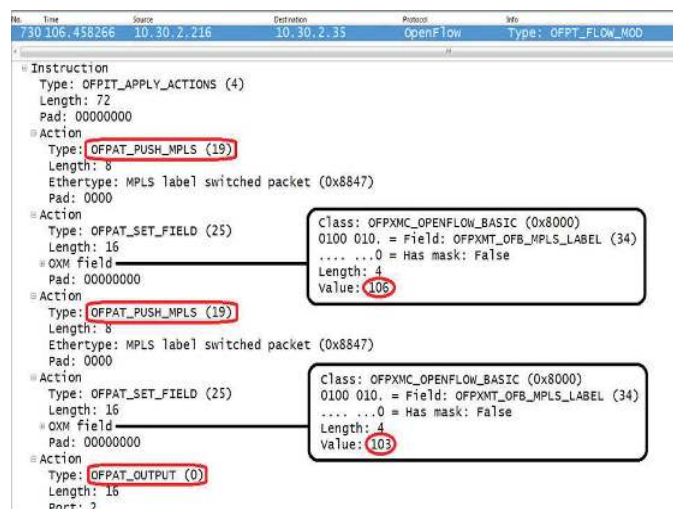 No. Time Source Destination Protocol Info
730 106.458266 10.30.2.216 10.30.2.35 OpenFlow Type: OFPT_FLOW_MOD
Instruction
Type: OFPIT_APPLY_ACTIONS (4)
Length: 72
Pad: 00000000
Action
Type: OFPAT_PUSH_MPLS (19)
Length: 8
Ethertype: MPLS label switched packet (0x8847)
Pad: 0000
Action
Type: OFPAT_SET_FIELD (25)
Length: 16
OXM field
Pad: 00000000
Class: OFPXMC_OPENFLOW_BASIC (0x8000)
0100 010. = Field: OFPXMT_OFB_MPLS_LABEL (34)
.... ...0 = Has mask: False
Length: 4
Value: 106
Action
Type: OFPAT_PUSH_MPLS (19)
Length: 8
Ethertype: MPLS label switched packet (0x8847)
Pad: 0000
Action
Type: OFPAT_SET_FIELD (25)
Length: 16
OXM field
Pad: 00000000
Class: OFPXMC_OPENFLOW_BASIC (0x8000)
0100 010. = Field: OFPXMT_OFB_MPLS_LABEL (34)
.... ...0 = Has mask: False
Length: 4
Value: 103
Action
Type: OFPAT_OUTPUT (0)
Length: 16
Port: 2